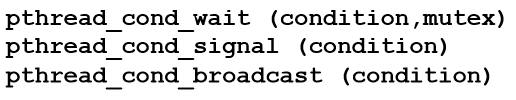 pthread_cond_wait (condition,mutex)
pthread_cond_signal (condition)
pthread_cond_broadcast (condition)